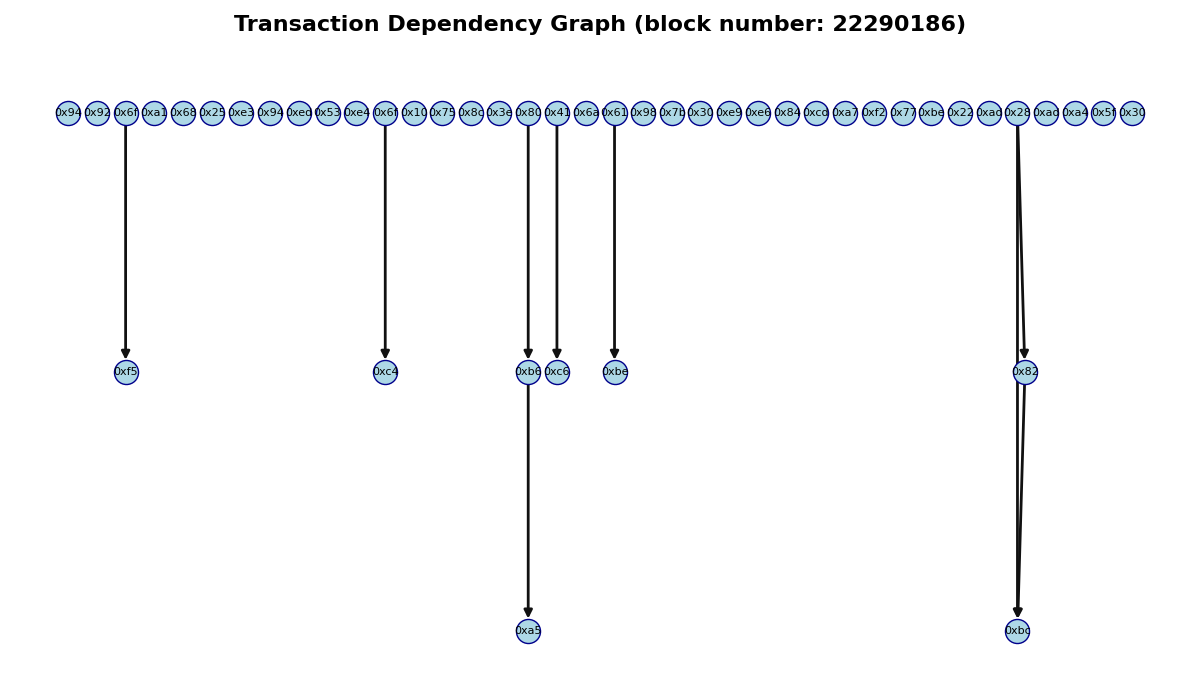 Transaction Dependency Graph (block number: 22290186)
0x94 0x92 0x6f 0xa1 0x68 0x25 0xe3 0x94 0xed 0x53 0xe4 0x6f 0x10 0x75 0x8c 0x3e 0x80 0x41 0x6a 0x61 0x98 0x7b 0x30 0xe9 0xe6 0x84 0xcd 0xa7 0xf2 0x77 0xbe 0x22 0xad 0x28 0xad 0xa4 0x5f 0x30
0xf5 0xc4 0xb6 0xc6 0xbe 0x82
0xa5 0xbc